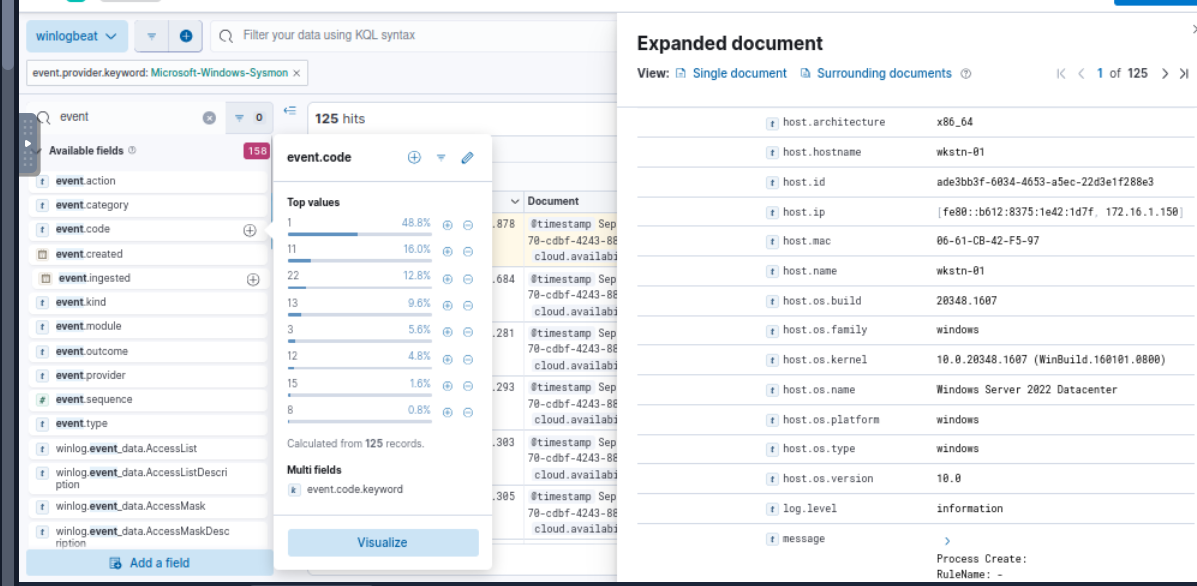 winlogbeat
Filter your data using KQL syntax
event.provider.keyword: Microsoft-Windows-Sysmon ×
event
0
125 hits
Available fields
158
event.action
event.category
event.code
event.created
event.ingested
event.kind
event.module
event.outcome
event.provider
event.sequence
event.type
winlog.event_data.AccessList
winlog.event_data.AccessListDescri
ption
winlog.event_data.AccessMask
winlog.event_data.AccessMaskDesc
ription
Add a field
event.code
Top values
1 48.8%
11 16.0%
22 12.8%
13 9.6%
3 5.6%
12 4.8%
15 1.6%
8 0.8%
Calculated from 125 records.
Multi fields
event.code.keyword
Visualize
Document
.878 @timestamp Sep
70-cdbf-4243-88
cloud.availabi
.684 @timestamp Sep
70-cdbf-4243-88
cloud.availabi
.281 @timestamp Sep
70-cdbf-4243-88
cloud.availabi
.293 @timestamp Sep
70-cdbf-4243-88
cloud.availabi
.303 @timestamp Sep
70-cdbf-4243-88
cloud.availabi
.305 @timestamp Sep
70-cdbf-4243-88
cloud.availabi
Expanded document
View: Single document Surrounding documents 1 of 125
host.architecture x86_64
host.hostname wkstn-01
host.id ade3bb3f-6034-4653-a5ec-22d3e1f288e3
host.ip [fe80::b612:8375:1e42:1d7f, 172.16.1.150]
host.mac 06-61-CB-42-F5-97
host.name wkstn-01
host.os.build 20348.1607
host.os.family windows
host.os.kernel 10.0.20348.1607 (WinBuild.160101.0800)
host.os.name Windows Server 2022 Datacenter
host.os.platform windows
host.os.type windows
host.os.version 10.0
log.level information
message
Process Create:
RuleName: -